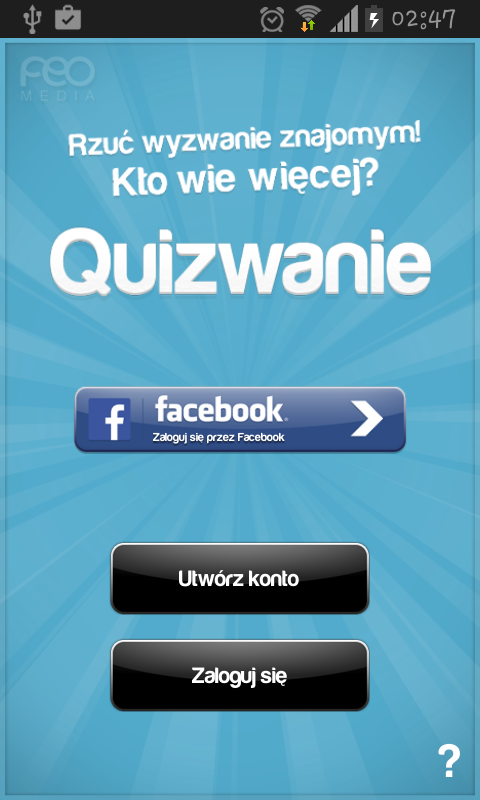 02:47
FEO
MEDIA
Rzuć wyzwanie znajomym!
Kto wie więcej?
Quizwanie
f
facebook
Zaloguj się przez Facebook
Utwórz konto
Zaloguj się
?